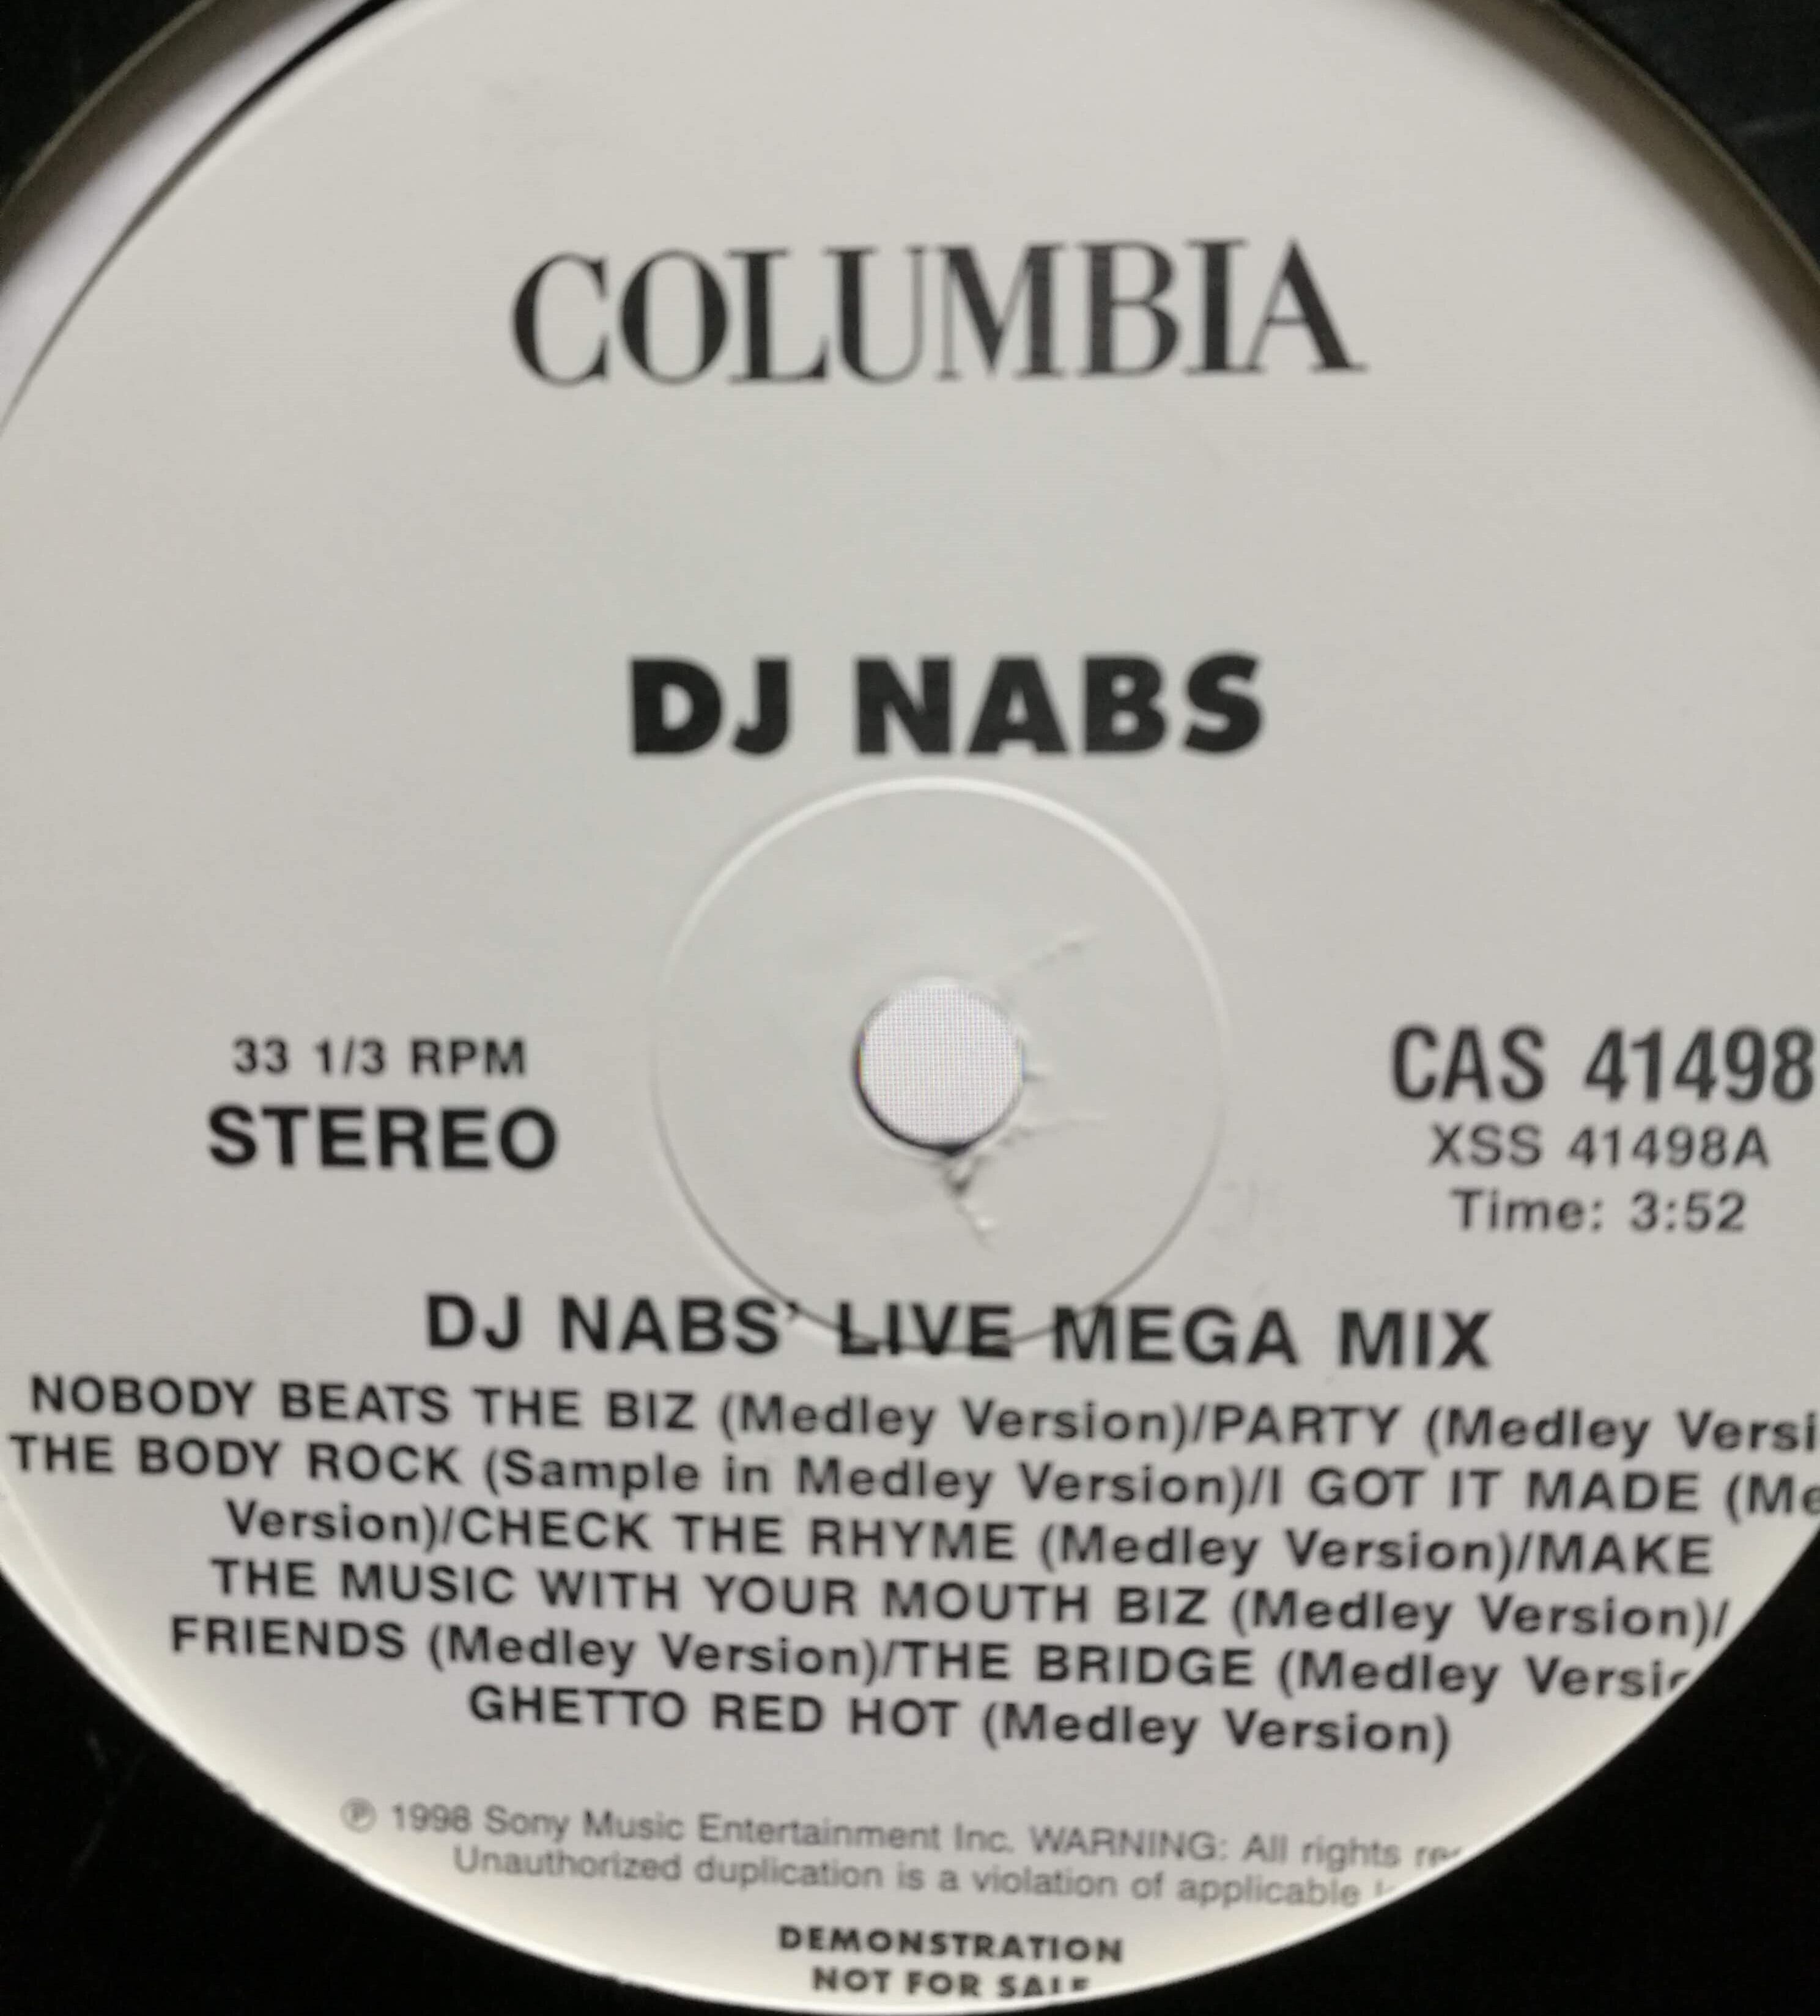 COLUMBIA
DJ NABS
33 1/3 RPM
STEREO
CAS 41498
XSS 41498A
Time: 3:52
DJ NABS' LIVE MEGA MIX
NOBODY BEATS THE BIZ (Medley Version)/PARTY (Medley
THE BODY ROCK (Sample in Medley Version)/I GOT IT MADE
Version)/CHECK THE RHYME (Medley Version)/MAKE
THE MUSIC WITH YOUR MOUTH BIZ (Medley Version)/
FRIENDS (Medley Version)/THE BRIDGE (Medley
GHETTO RED HOT (Medley Version)
℗ 1998 Sony Music Entertainment Inc. WARNING: All rights
Unauthorized duplication is a violation of applicable
DEMONSTRATION
NOT FOR SALE